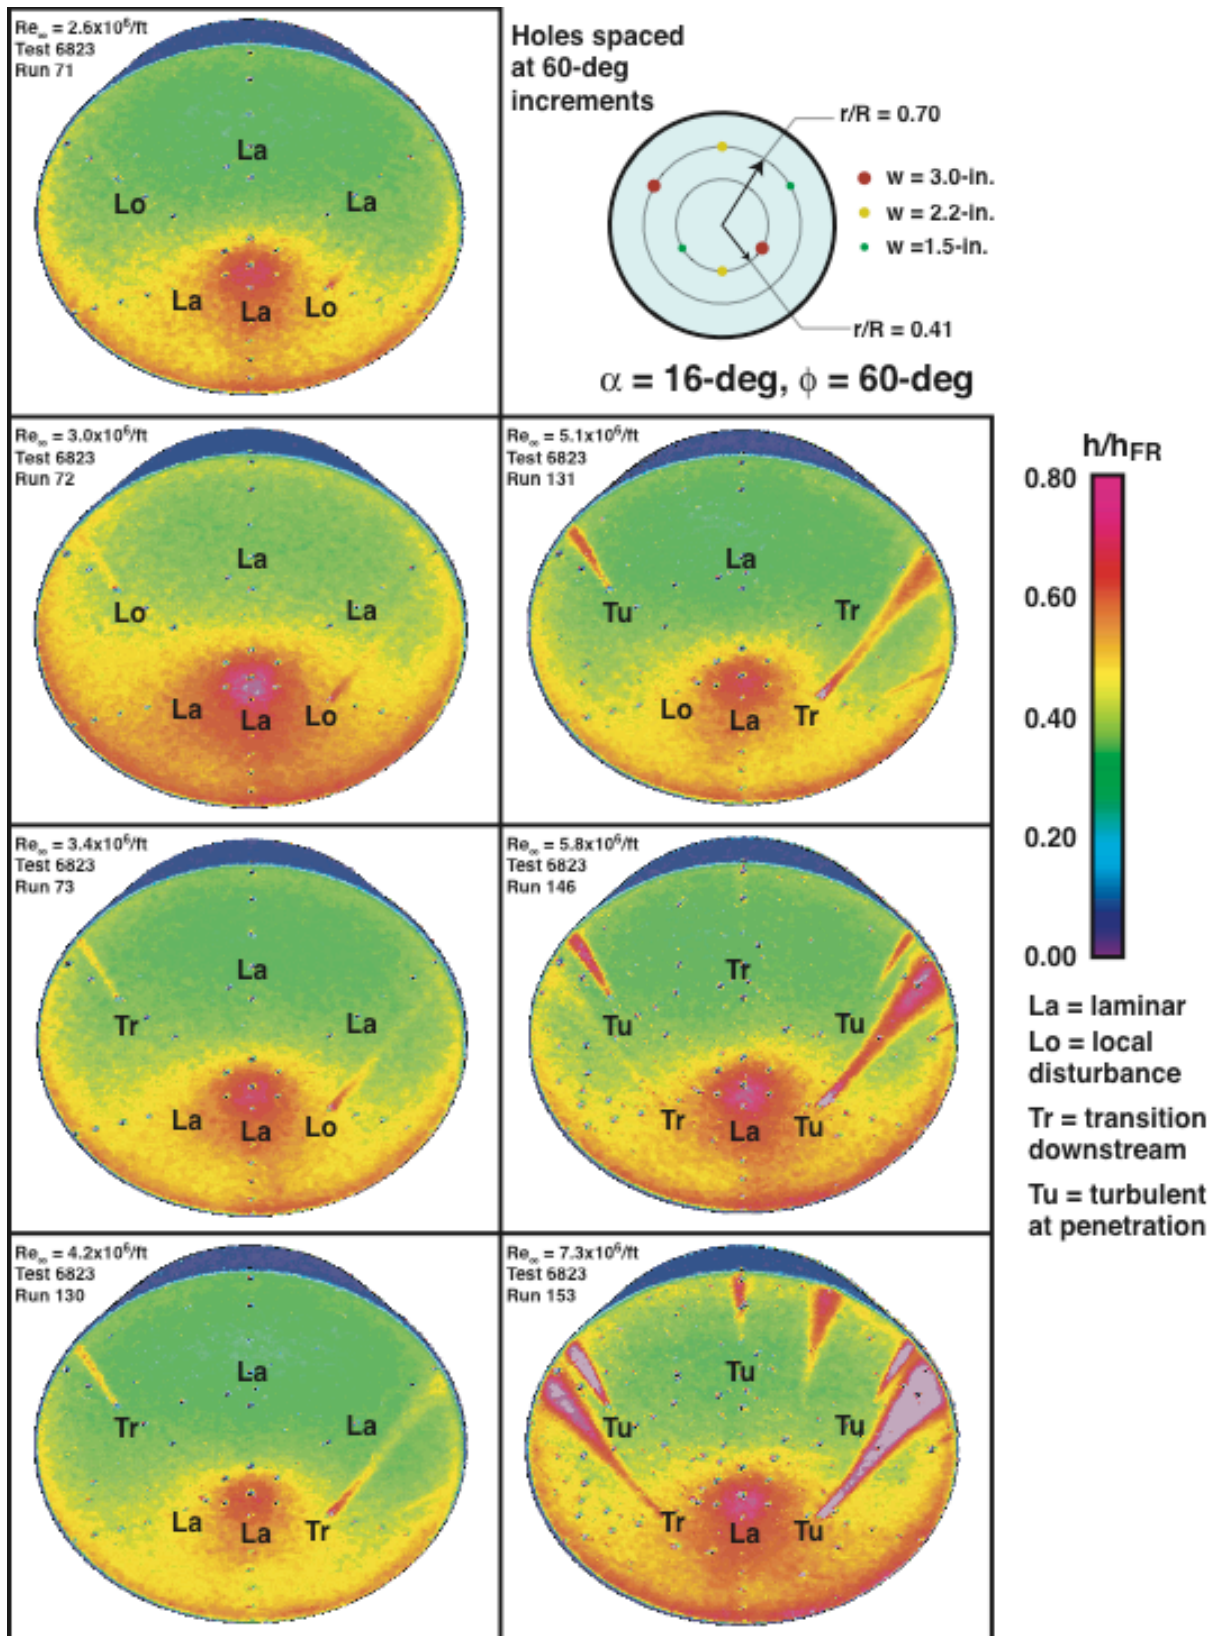 Re∞ = 2.6x10⁶/ft
Test 6823
Run 71
La
Lo
La
La
La
Lo
Holes spaced
at 60-deg
increments
r/R = 0.70
w = 3.0-in.
w = 2.2-in.
w =1.5-in.
r/R = 0.41
α = 16-deg, ϕ = 60-deg
Re∞ = 3.0x10⁶/ft
Test 6823
Run 72
La
Lo
La
La
La
Lo
Re∞ = 5.1x10⁶/ft
Test 6823
Run 131
La
Tu
Tr
Lo
La
Tr
Re∞ = 3.4x10⁶/ft
Test 6823
Run 73
La
Tr
La
La
La
Lo
Re∞ = 5.8x10⁶/ft
Test 6823
Run 146
Tr
Tu
Tu
Tr
La
Tu
Re∞ = 4.2x10⁶/ft
Test 6823
Run 130
La
Tr
La
La
La
Tr
Re∞ = 7.3x10⁶/ft
Test 6823
Run 153
Tu
Tu
Tu
Tr
La
Tu
h/hFR
0.80
0.60
0.40
0.20
0.00
La = laminar
Lo = local
disturbance
Tr = transition
downstream
Tu = turbulent
at penetration